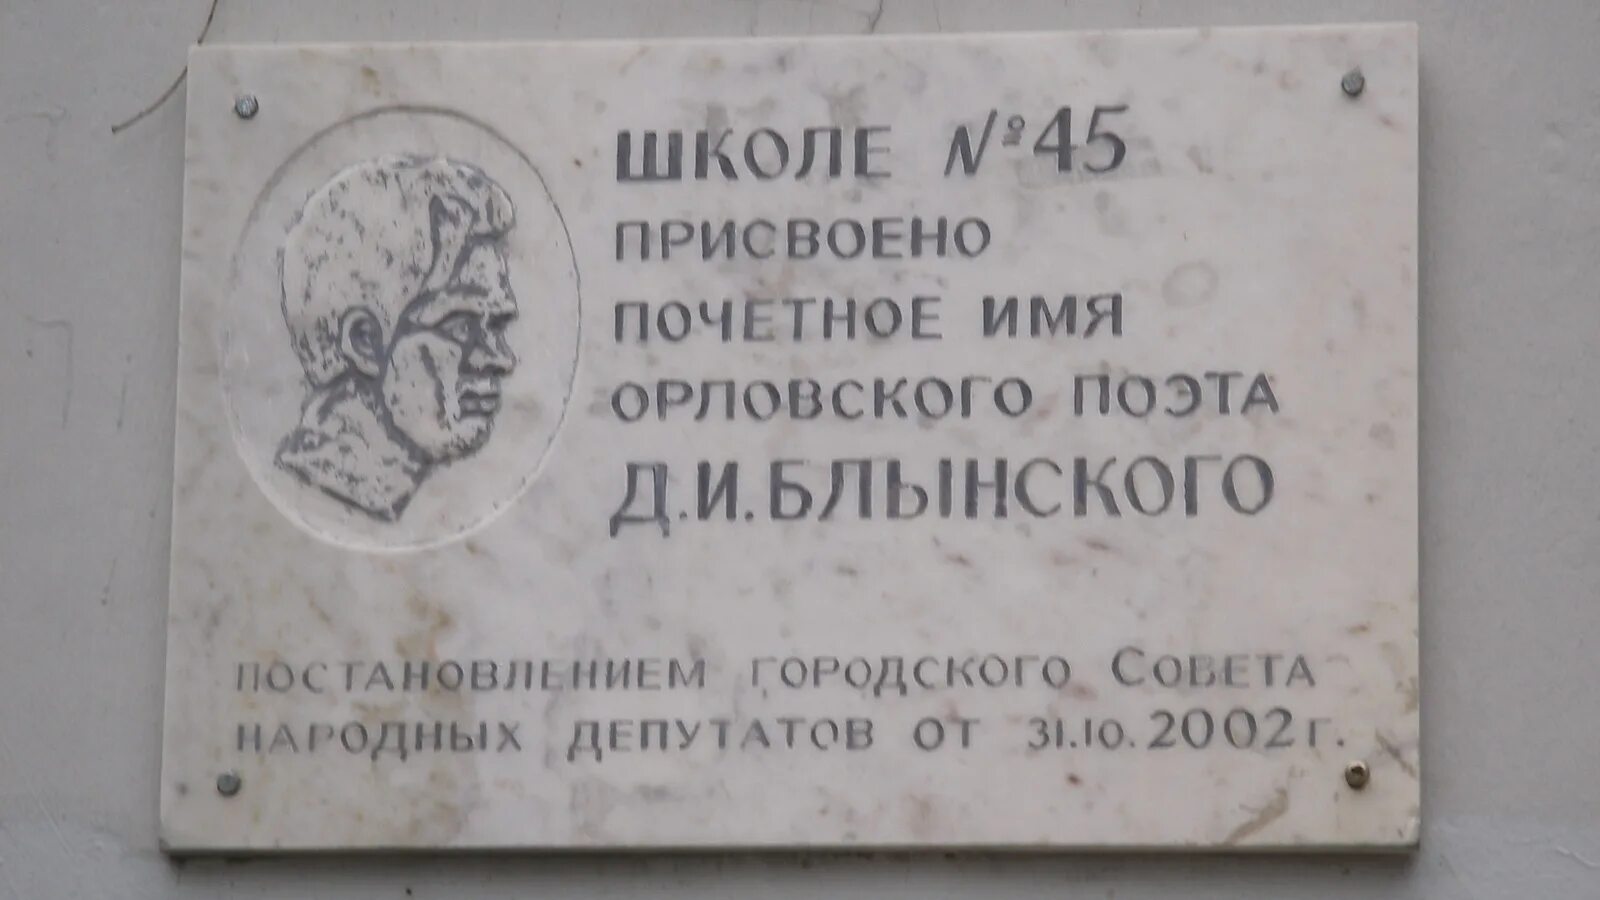 ШКОЛЕ №45
ПРИСВОЕНО
ПОЧЕТНОЕ ИМЯ
ОРЛОВСКОГО ПОЭТА
Д.И.БЛЫНСКОГО
ПОСТАНОВЛЕНИЕМ ГОРОДСКОГО СОВЕТА
НАРОДНЫХ ДЕПУТАТОВ ОТ 31.10.2002г.